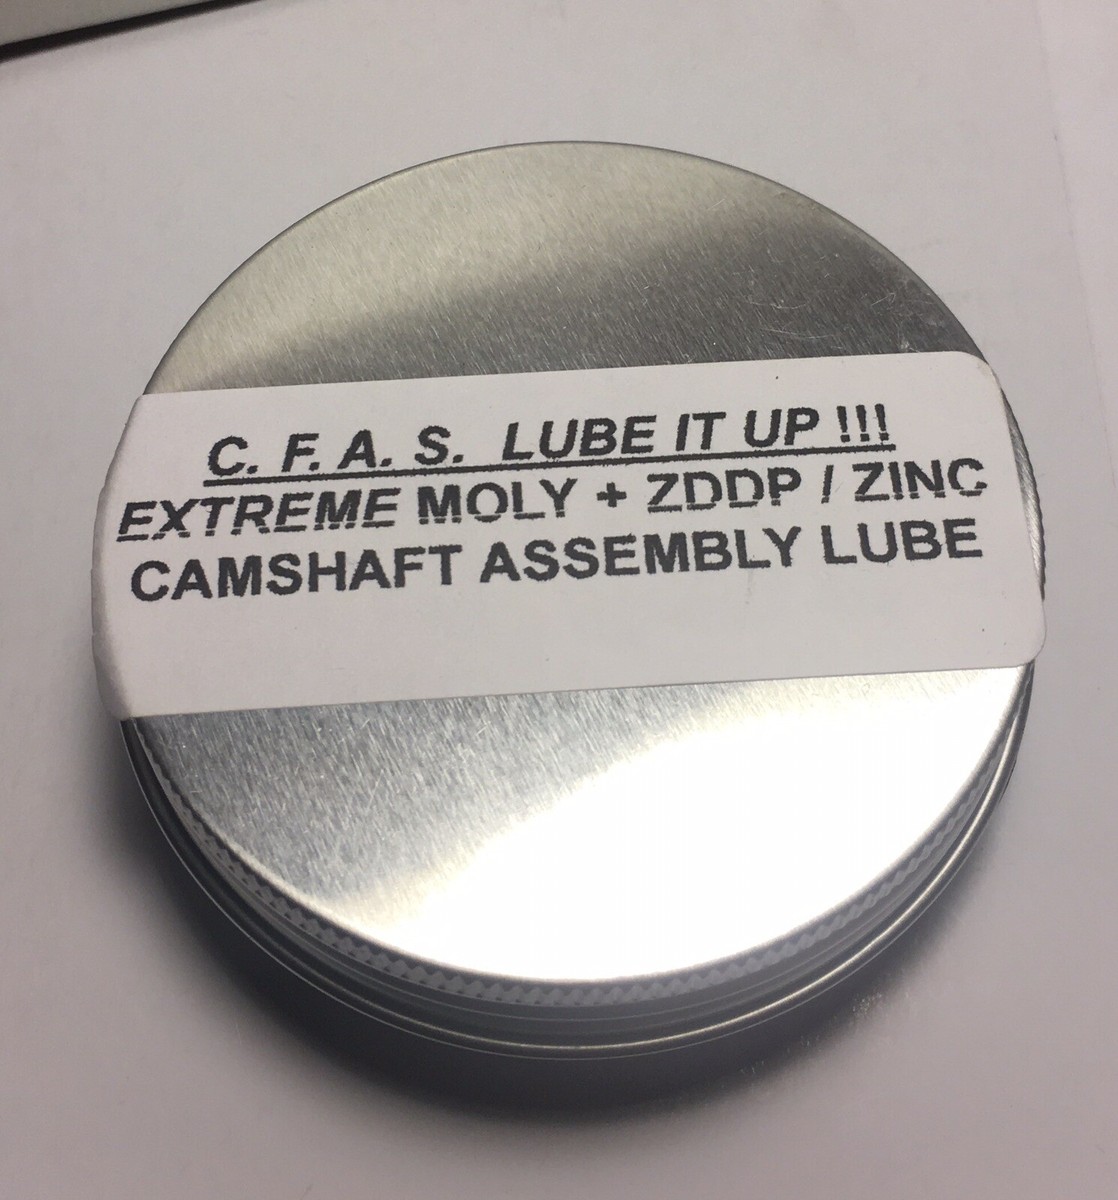 C. F. A. S. LUBE IT UP !!!
EXTREME MOLY + ZDDP / ZINC
CAMSHAFT ASSEMBLY LUBE